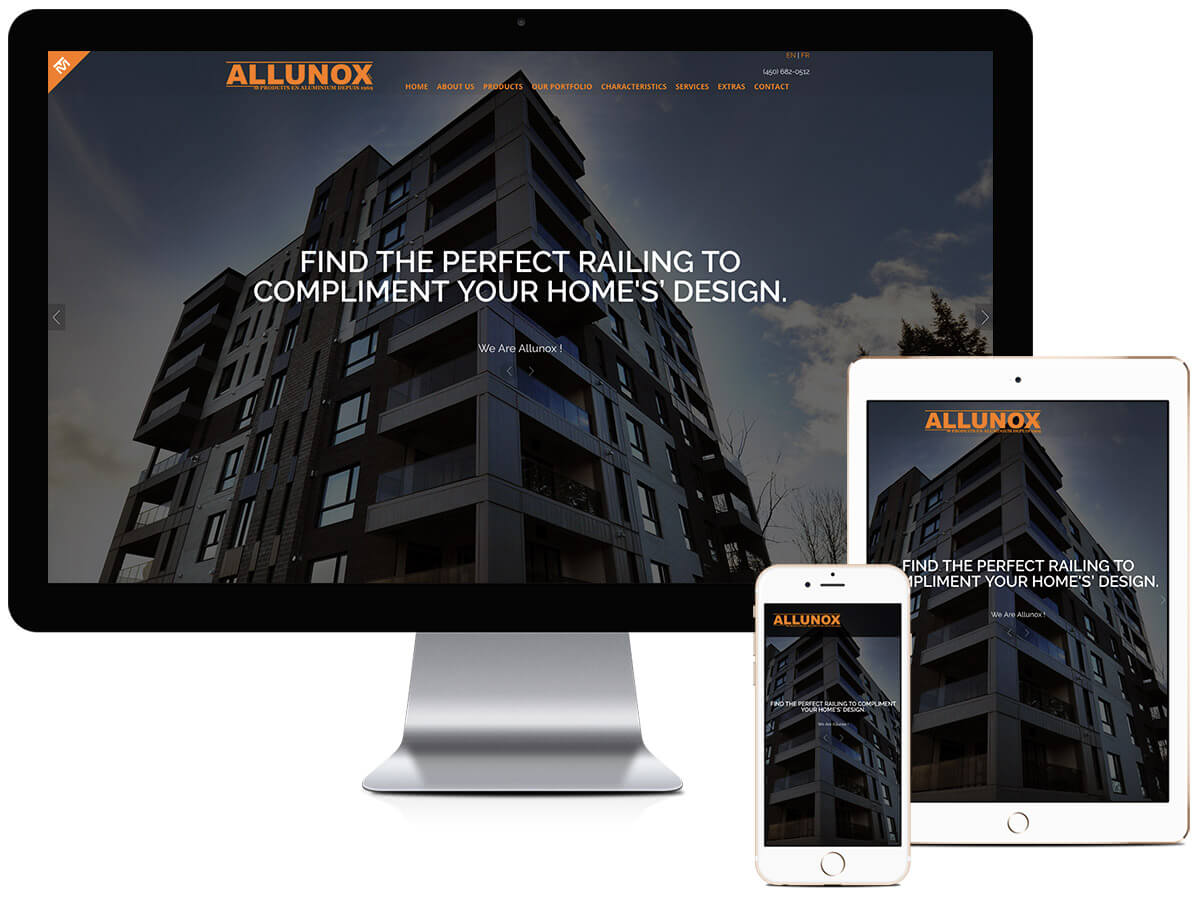 EN | FR
(450) 682-0512
ALLUNOX
PRODUITS EN ALUMINIUM DEPUIS 1969
HOME ABOUT US PRODUCTS OUR PORTFOLIO CHARACTERISTICS SERVICES EXTRAS CONTACT
FIND THE PERFECT RAILING TO
COMPLIMENT YOUR HOME'S' DESIGN.
We Are Allunox !
ALLUNOX
PRODUITS EN ALUMINIUM DEPUIS 1969
FIND THE PERFECT RAILING TO
MPLIMENT YOUR HOME'S' DESIGN.
We Are Allunox !
ALLUNOX
FIND THE PERFECT RAILING TO COMPLIMENT
YOUR HOME'S' DESIGN.
We Are Allunox !